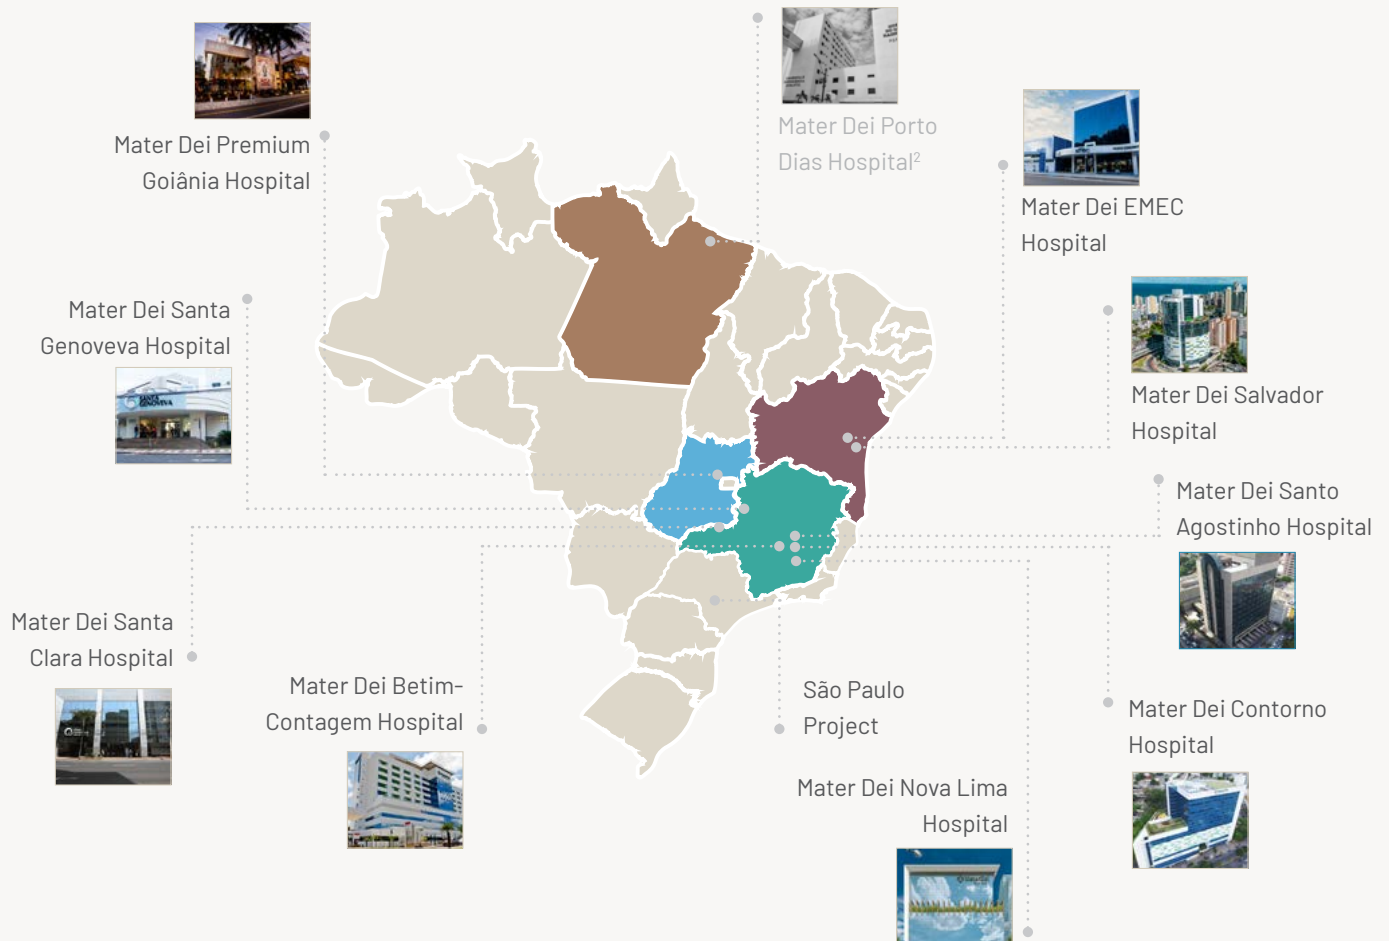 Mater Dei Premium
Goiânia Hospital
Mater Dei Porto
Dias Hospital²
Mater Dei EMEC
Hospital
Mater Dei Santa
Genoveva Hospital
SANTA
GENOVEVA
Mater Dei Salvador
Hospital
Mater Dei Santo
Agostinho Hospital
Mater Dei Santa
Clara Hospital
Mater Dei Betim-
Contagem Hospital
São Paulo
Project
Mater Dei Contorno
Hospital
Mater Dei Nova Lima
Hospital